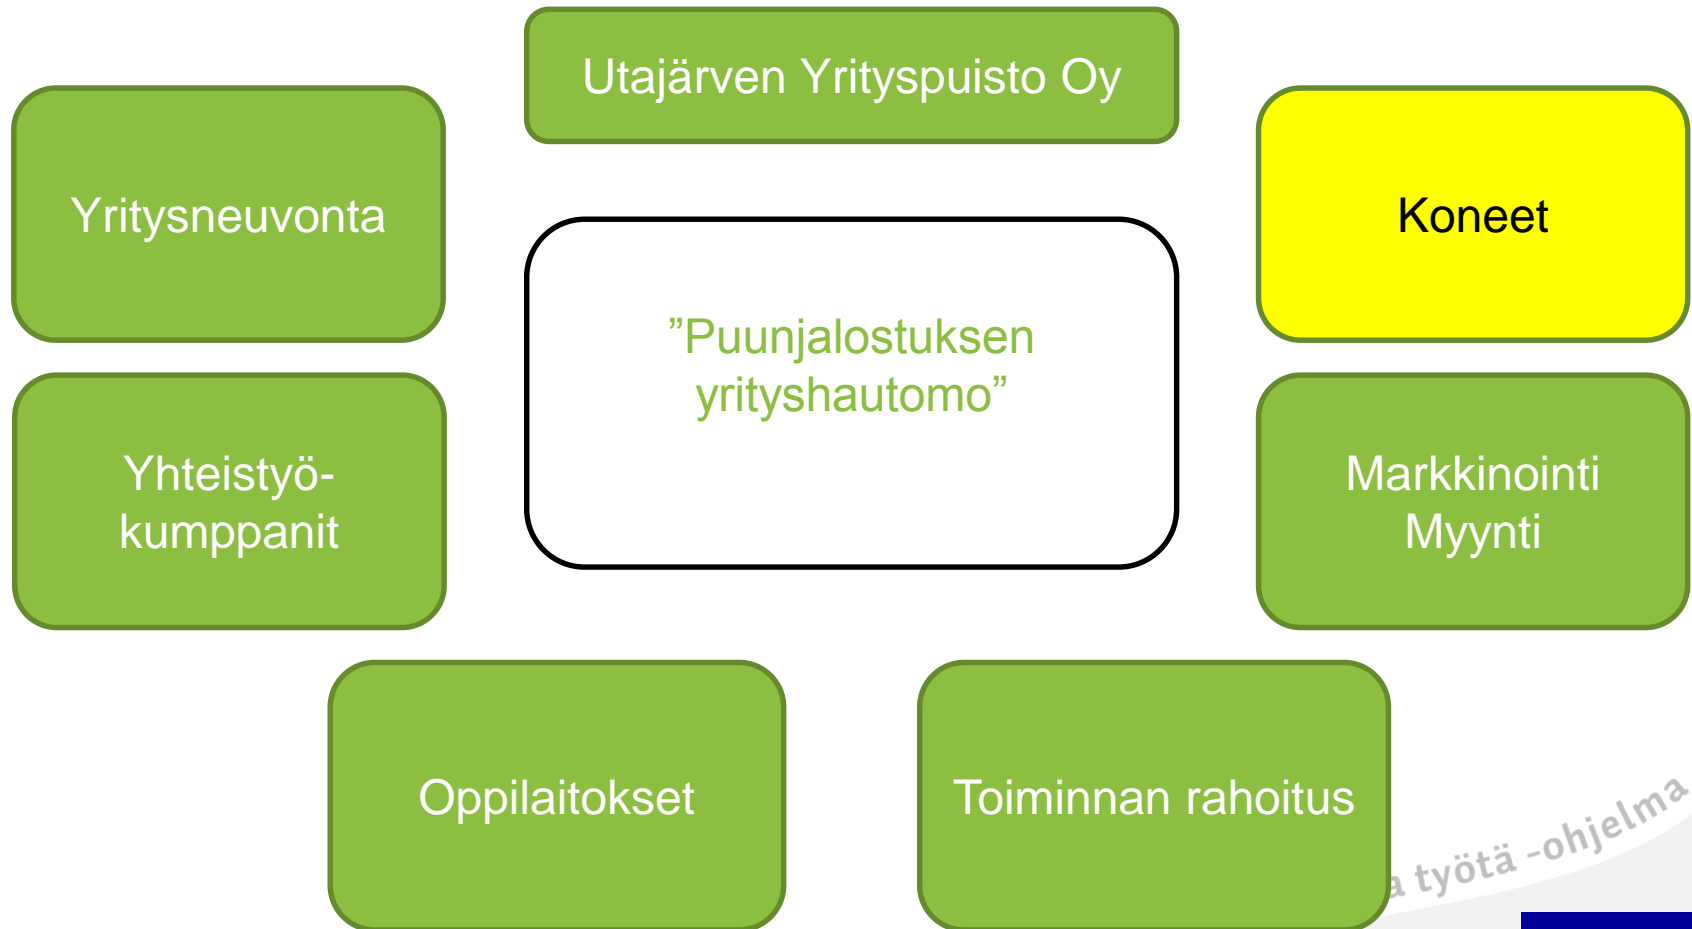 Utajärven Yrityspuisto Oy
Yritysneuvonta
Koneet
”Puunjalostuksen
yrityshautomo”
Yhteistyö-
kumppanit
Markkinointi
Myynti
Oppilaitokset
Toiminnan rahoitus
työtä -ohjelma